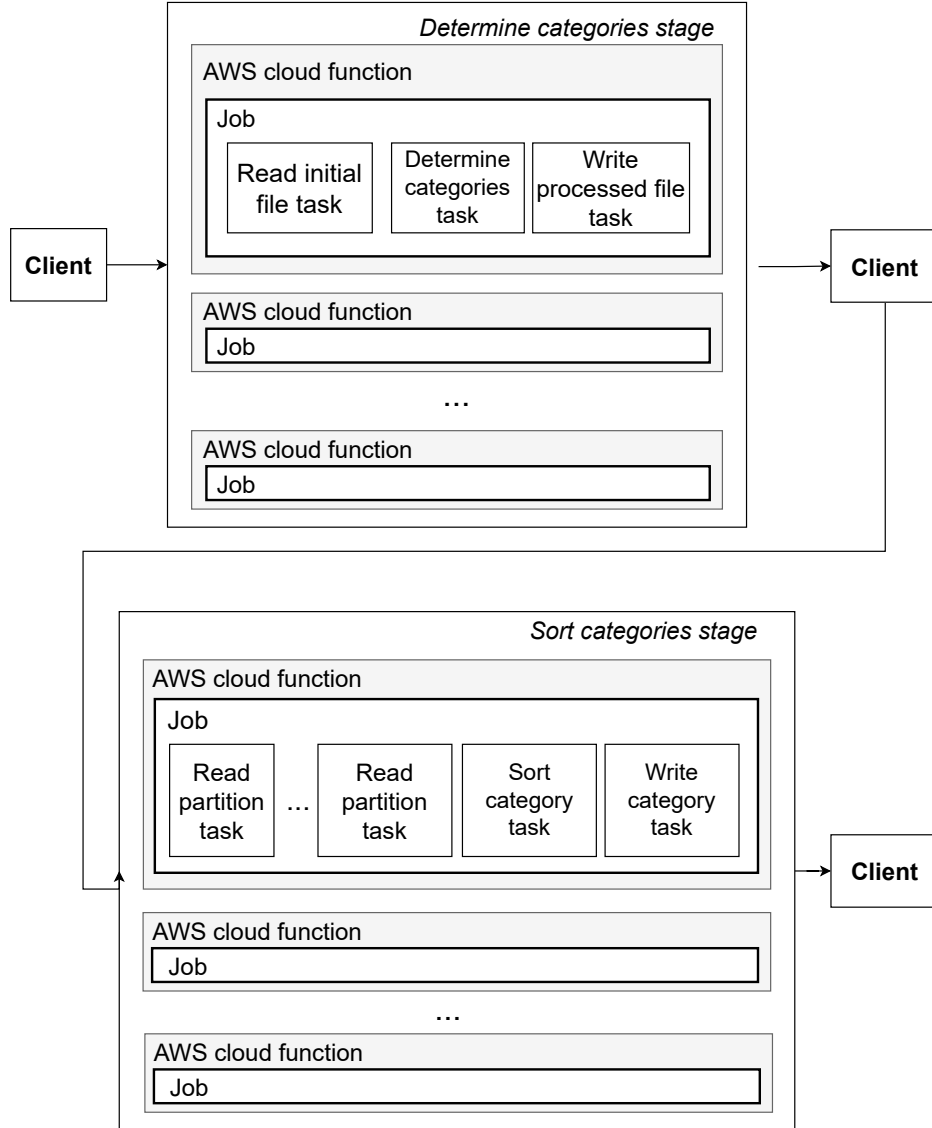 Determine categories stage
AWS cloud function
Job
Read initial
file task
Determine
categories
task
Write
processed file
task
Client
Client
AWS cloud function
Job
...
AWS cloud function
Job
Sort categories stage
AWS cloud function
Job
Read
partition
task
...
Read
partition
task
Sort
category
task
Write
category
task
Client
AWS cloud function
Job
...
AWS cloud function
Job